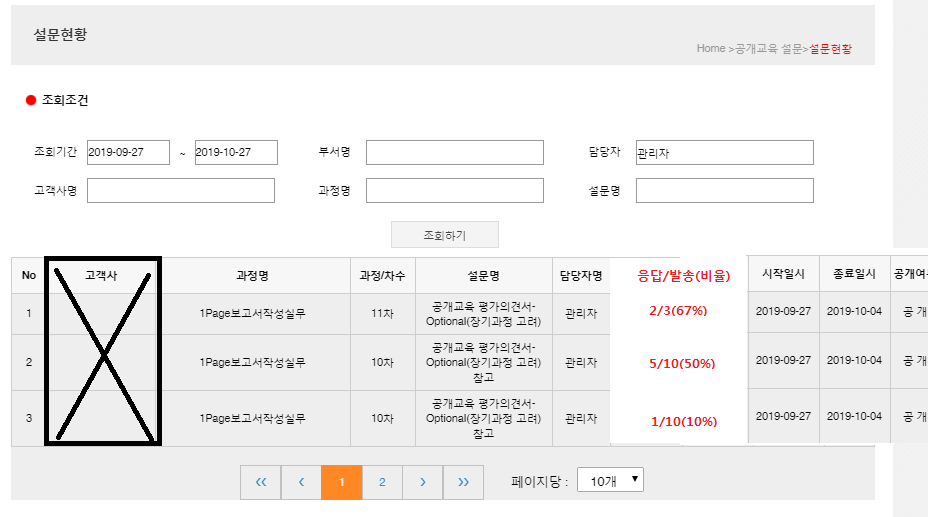 설문현황
Home >공개교육 설문>설문현황
조회조건
조회기간 2019-09-27 ~ 2019-10-27 부서명 담당자 관리자
고객사명 과정명 설문명
조회하기
No 고객사 과정명 과정/차수 설문명 담당자명 응답/발송(비율) 시작일시 종료일시 공개여
1 1Page보고서작성실무 11차 공개교육 평가의견서-
Optional(장기과정 고려) 관리자 2/3(67%) 2019-09-27 2019-10-04 공 개
2 1Page보고서작성실무 10차 공개교육 평가의견서-
Optional(장기과정 고려)
참고 관리자 5/10(50%) 2019-09-27 2019-10-04 공 개
3 1Page보고서작성실무 10차 공개교육 평가의견서-
Optional(장기과정 고려)
참고 관리자 1/10(10%) 2019-09-27 2019-10-04 공 개
‹‹ ‹ 1 2 › ›› 페이지당 : 10개